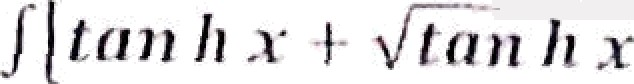 ∫[tan h x + √tan h x